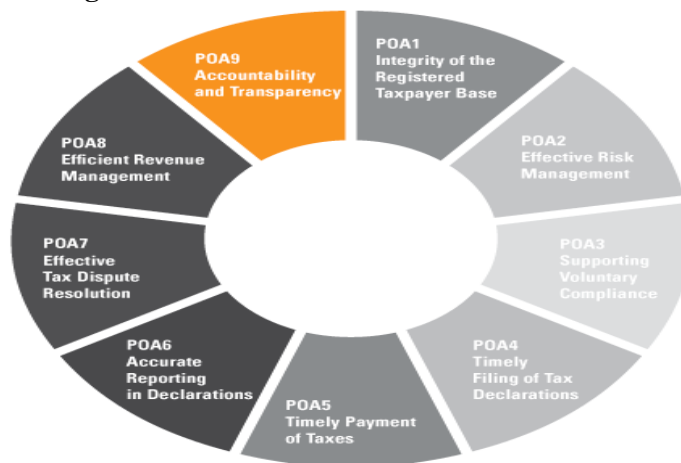 POA9
Accountability
and Transparency
POA1
Integrity of the
Registered
Taxpayer Base
POA2
Effective Risk
Management
POA3
Supporting
Voluntary
Compliance
POA4
Timely
Filing of Tax
Declarations
POA5
Timely Payment
of Taxes
POA6
Accurate
Reporting
in Declarations
POA7
Effective
Tax Dispute
Resolution
POA8
Efficient Revenue
Management